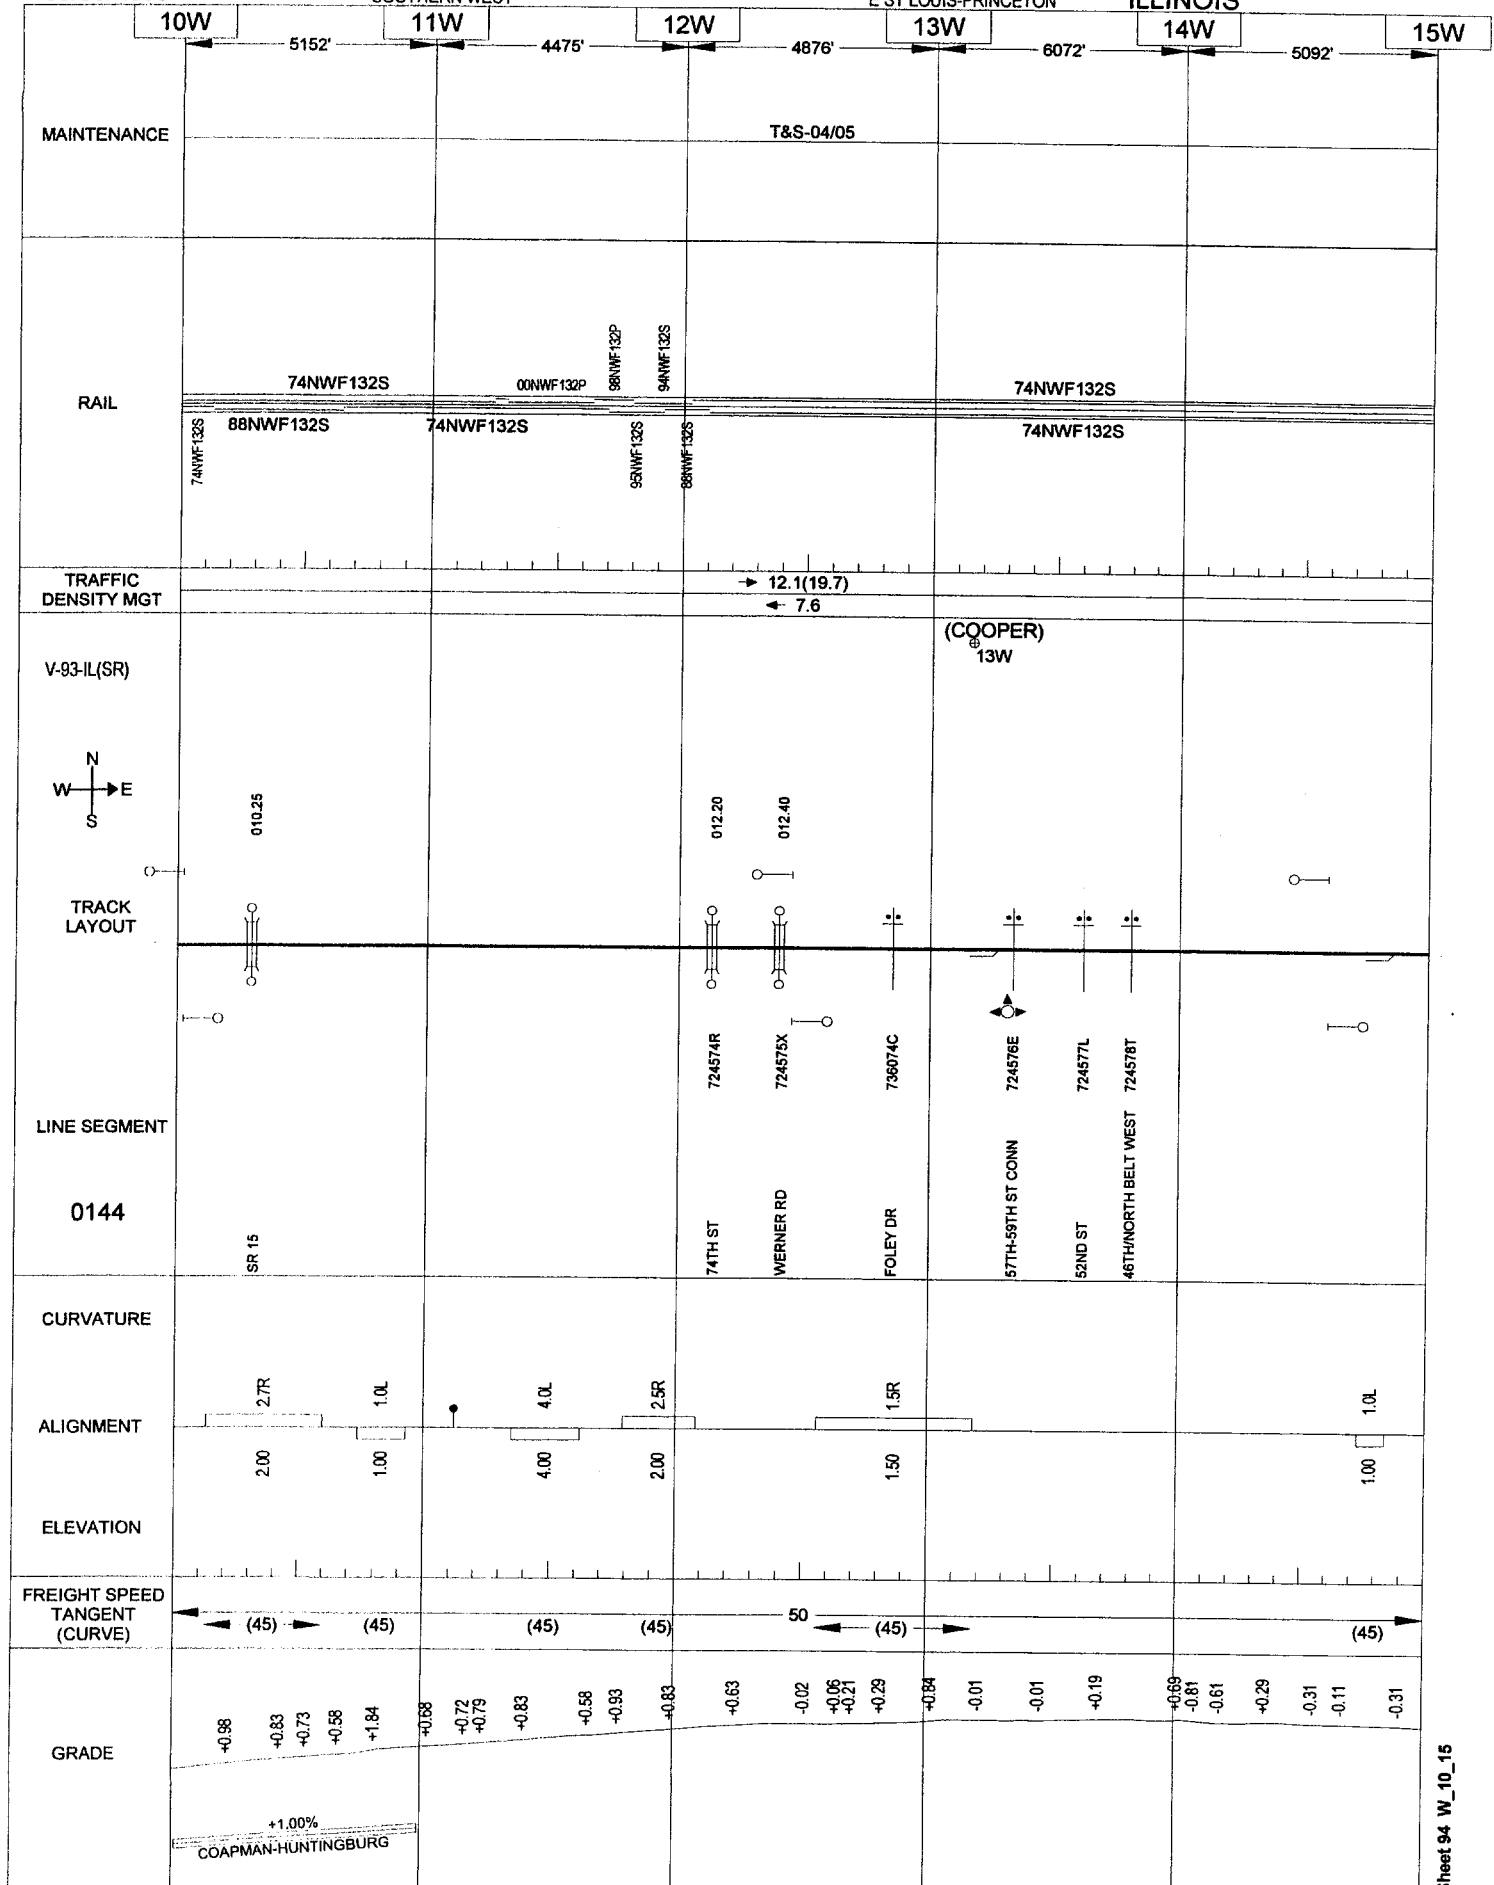 SOUTHERN WEST E ST LOUIS-PRINCETON ILLINOIS
10W 11W 12W 13W 14W 15W
5152' 4475' 4876' 6072' 5092'
MAINTENANCE T&S-04/05
98NWF132P 94NWF132S
74NWF132S 00NWF132P 74NWF132S
RAIL
88NWF132S 74NWF132S 74NWF132S
74NWF132S 95NWF132S 88NWF132S
TRAFFIC
DENSITY MGT
12.1(19.7)
7.6
(COOPER)
13W
V-93-IL(SR)
N
W E
S
010.25 012.20 012.40
TRACK
LAYOUT
724574R 724575X 736074C 724576E 724577L 724578T
LINE SEGMENT
0144
SR 15 74TH ST WERNER RD FOLEY DR 57TH-59TH ST CONN 52ND ST 46TH/NORTH BELT WEST
CURVATURE
2.7R 1.0L 4.0L 2.5R 1.5R 1.0L
ALIGNMENT
2.00 1.00 4.00 2.00 1.50 1.00
ELEVATION
FREIGHT SPEED
TANGENT
(CURVE)
50
(45) (45) (45) (45) (45) (45)
+0.98 +0.83 +0.73 +0.58 +1.84 +0.68 +0.72 +0.79 +0.83 +0.58 +0.93 +0.83 +0.63 -0.02 +0.06 +0.21 +0.29 +0.84 -0.01 -0.01 +0.19 +0.69 -0.81 -0.61 +0.29 -0.31 -0.11 -0.31
GRADE
+1.00%
COAPMAN-HUNTINGBURG
Sheet 94 W_10_15